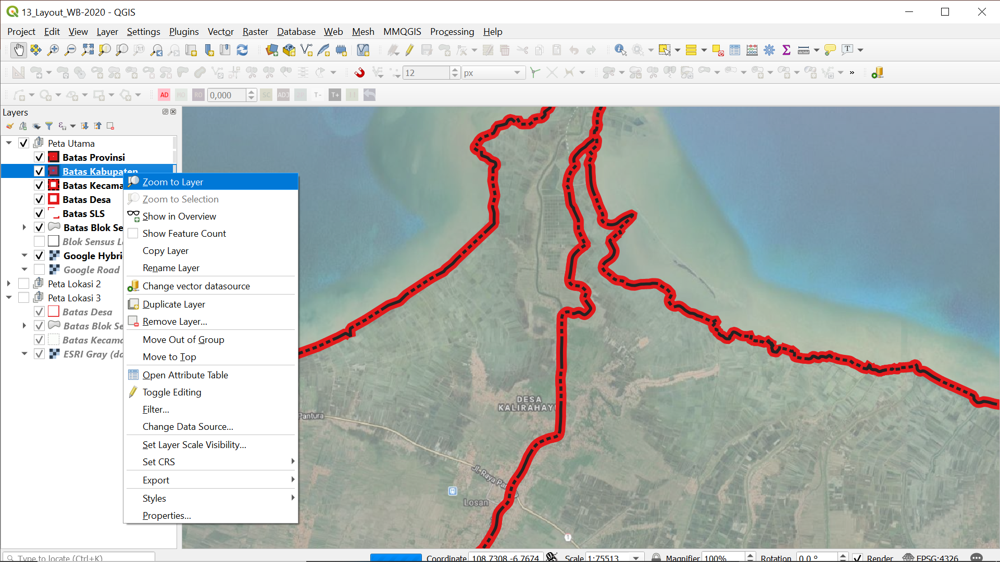 13_Layout_WB-2020 - QGIS
Project Edit View Layer Settings Plugins Vector Raster Database Web Mesh MMQGIS Processing Help
12 px
AD MO RO 0,000 SC ADJ 2P T- T+ 11
Layers
Peta Utama
Batas Provinsi
Batas Kabupaten
Batas Kecama
Batas Desa
Batas SLS
Batas Blok Se
Blok Sensus L
Google Hybri
Google Road
Peta Lokasi 2
Peta Lokasi 3
Batas Desa
Batas Blok Se
Batas Kecama
ESRI Gray (da
Zoom to Layer
Zoom to Selection
Show in Overview
Show Feature Count
Copy Layer
Rename Layer
Change vector datasource
Duplicate Layer
Remove Layer...
Move Out of Group
Move to Top
Open Attribute Table
Toggle Editing
Filter...
Change Data Source...
Set Layer Scale Visibility...
Set CRS
Export
Styles
Properties...
DESA
KALIRAHAYU
Pantura
Jl. Raya Pan
Losari
1
Type to locate (Ctrl+K)
Coordinate 108.7308,-6.7674 Scale 1:75513 Magnifier 100% Rotation 0,0 ° Render EPSG:4326